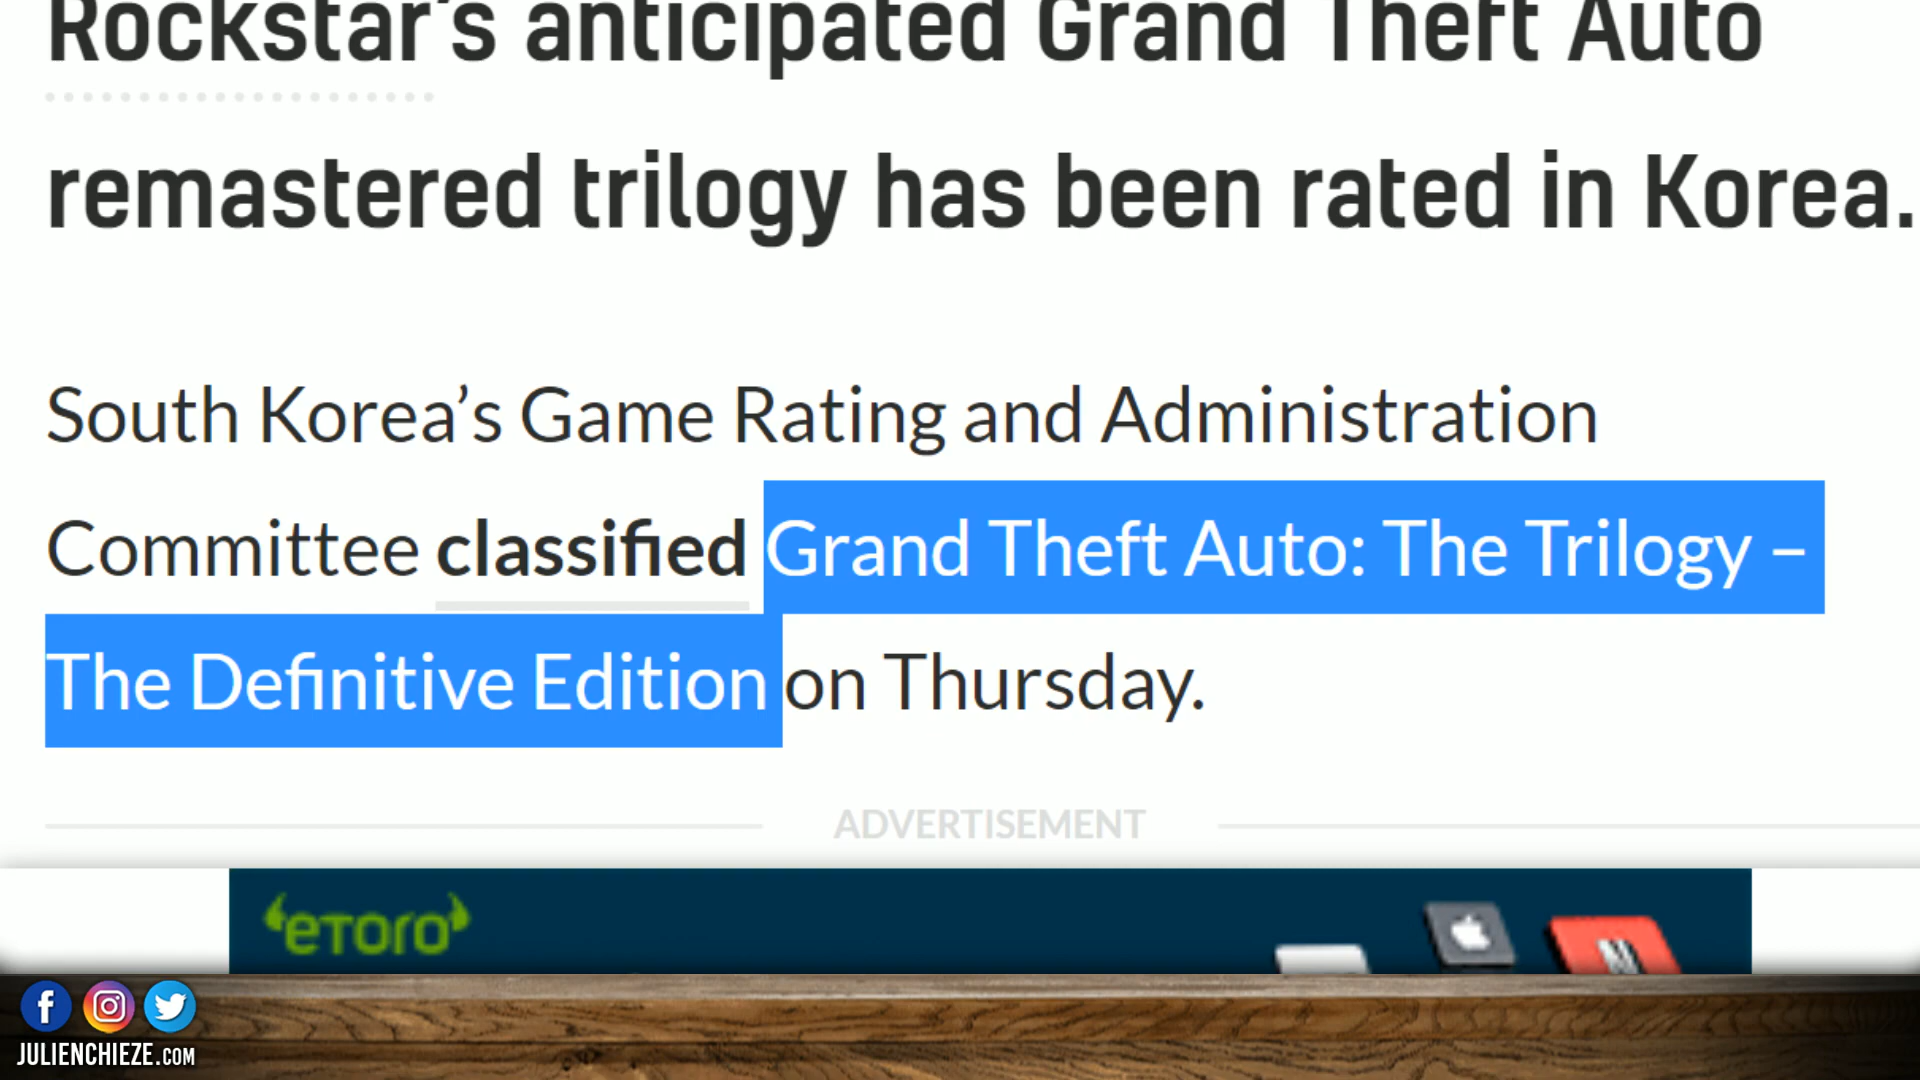 Rockstar’s anticipated Grand Theft Auto
remastered trilogy has been rated in Korea.
South Korea’s Game Rating and Administration
Committee classified Grand Theft Auto: The Trilogy –
The Definitive Edition on Thursday.
ADVERTISEMENT
eToro
JULIENCHIEZE.COM